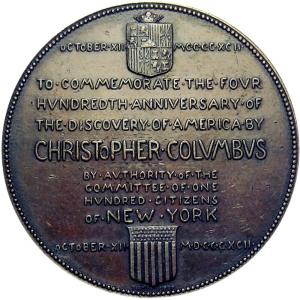 OCTOBER·XII MCCCCXCII
TO·COMMEMORATE·THE·FOVR
HVNDREDTH·ANNIVERSARY·OF
THE·DISCOVERY·OF·AMERICA·BY
CHRISTOPHER·COLVMBVS
BY·AVTHORITY·OF·THE
COMMITTEE·OF·ONE
HVNDRED·CITIZENS
OF·NEW·YORK
OCTOBER·XII MDCCCXCII